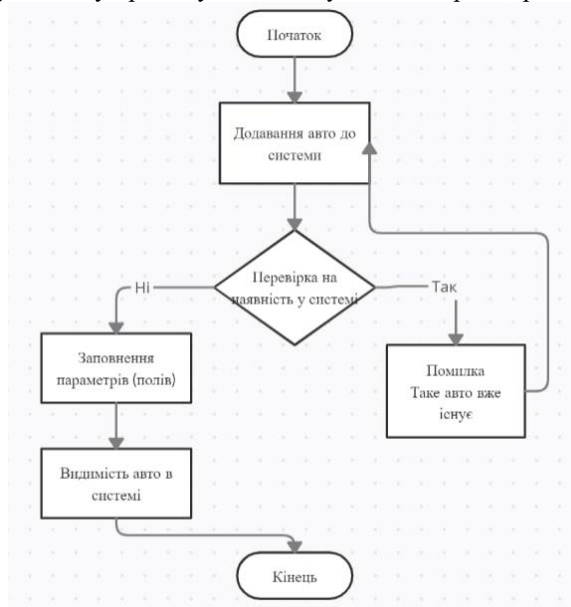 Початок
Додавання авто до
системи
Перевірка на
наявність у системі
Ні
Так
Заповнення
параметрів (полів)
Помилка
Таке авто вже
існує
Видимість авто в
системі
Кінець